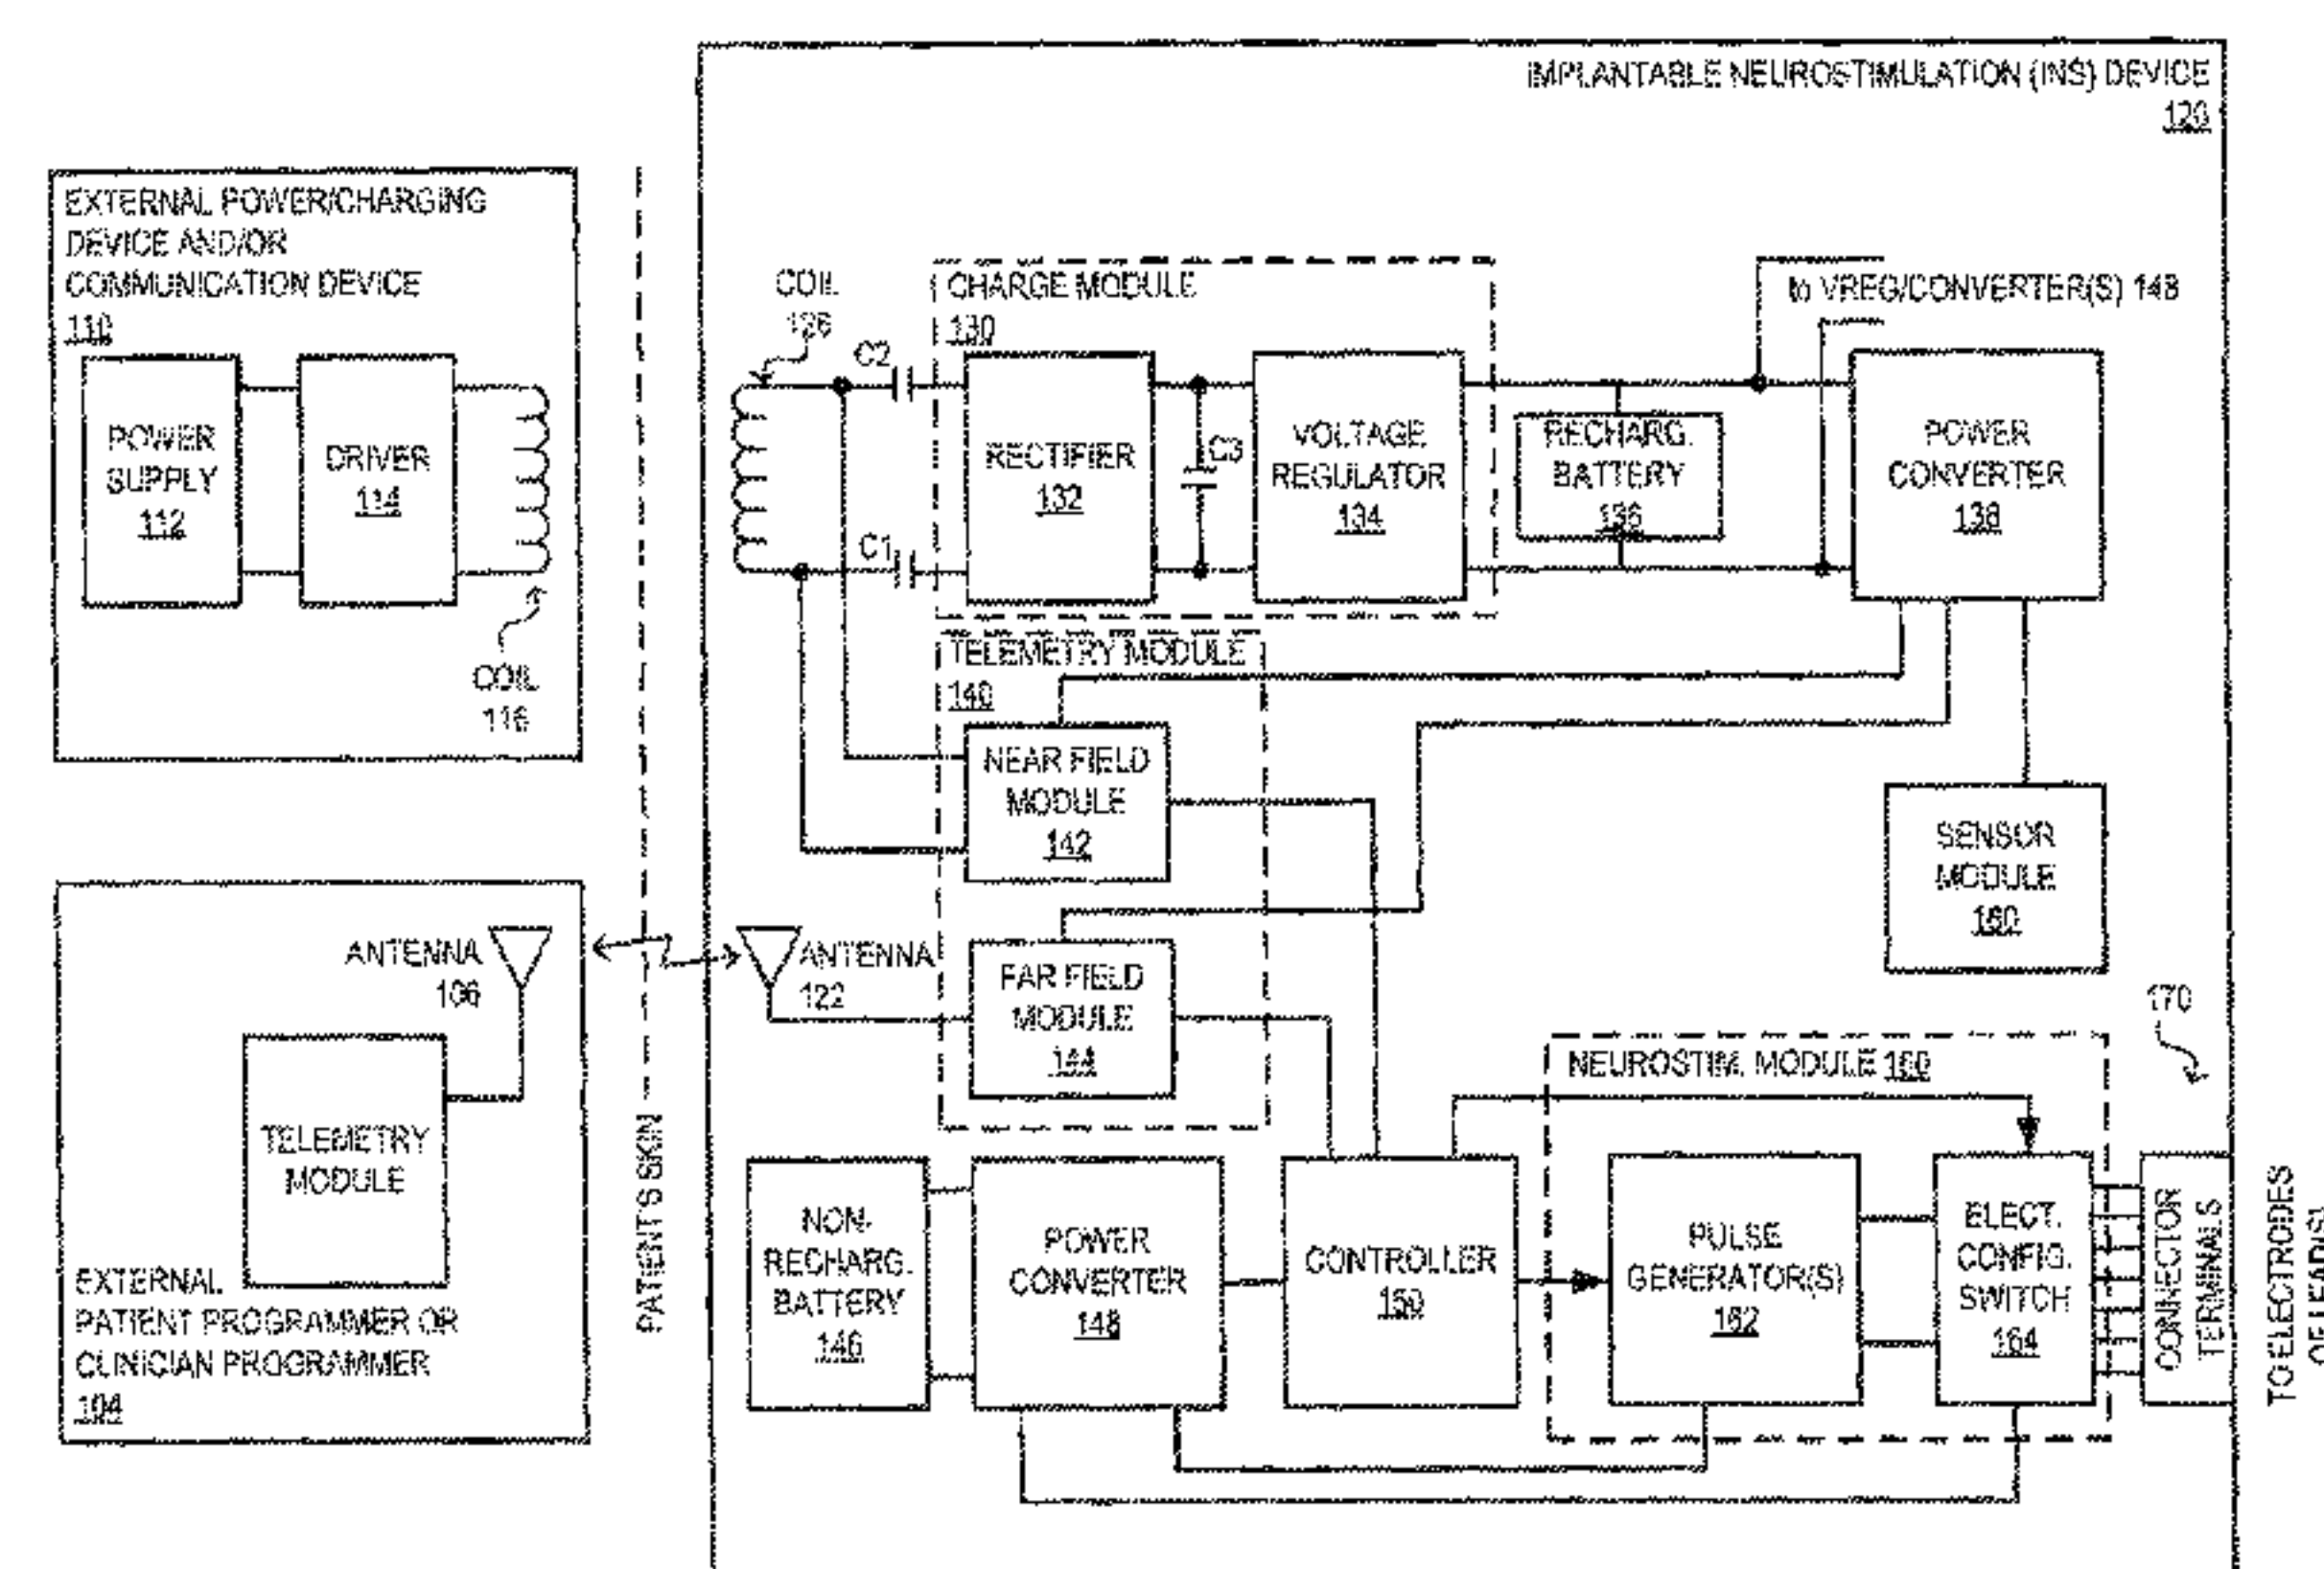 IMPLANTABLE NEUROSTIMULATION (INS) DEVICE
120
EXTERNAL POWER/CHARGING
DEVICE AND/OR
COMMUNICATION DEVICE
110
POWER
SUPPLY
112
DRIVER
114
COIL
116
COIL
126
C2
C1
CHARGE MODULE
130
RECTIFIER
132
C3
VOLTAGE
REGULATOR
134
RECHARG.
BATTERY
136
to VREG/CONVERTER(S) 148
POWER
CONVERTER
138
TELEMETRY MODULE
140
NEAR FIELD
MODULE
142
SENSOR
MODULE
180
ANTENNA
106
ANTENNA
122
FAR FIELD
MODULE
144
170
TELEMETRY
MODULE
EXTERNAL
PATIENT PROGRAMMER OR
CLINICIAN PROGRAMMER
104
PATIENT'S SKIN
NON-
RECHARG.
BATTERY
146
POWER
CONVERTER
148
CONTROLLER
150
NEUROSTIM. MODULE 160
PULSE
GENERATOR(S)
162
ELECT.
CONFIG.
SWITCH
164
CONNECTOR
TERMINALS
TO ELECTRODES
OF LEAD(S)